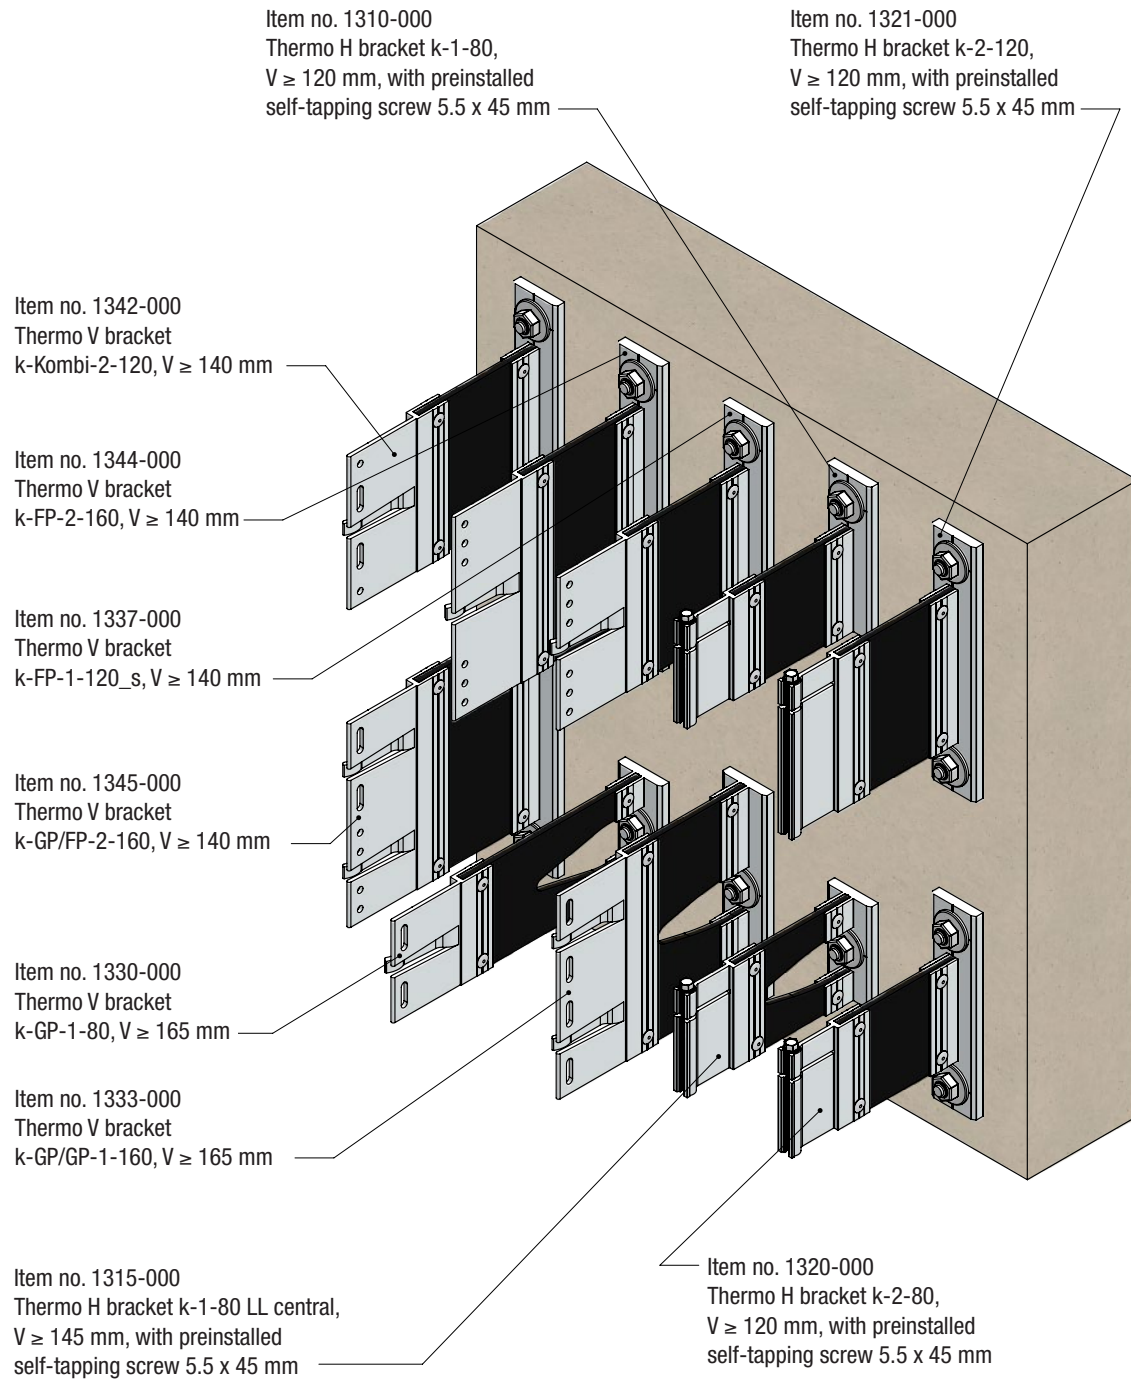 Item no. 1310-000
Thermo H bracket k-1-80,
V ≥ 120 mm, with preinstalled
self-tapping screw 5.5 x 45 mm
Item no. 1321-000
Thermo H bracket k-2-120,
V ≥ 120 mm, with preinstalled
self-tapping screw 5.5 x 45 mm
Item no. 1342-000
Thermo V bracket
k-Kombi-2-120, V ≥ 140 mm
Item no. 1344-000
Thermo V bracket
k-FP-2-160, V ≥ 140 mm
Item no. 1337-000
Thermo V bracket
k-FP-1-120_s, V ≥ 140 mm
Item no. 1345-000
Thermo V bracket
k-GP/FP-2-160, V ≥ 140 mm
Item no. 1330-000
Thermo V bracket
k-GP-1-80, V ≥ 165 mm
Item no. 1333-000
Thermo V bracket
k-GP/GP-1-160, V ≥ 165 mm
Item no. 1315-000
Thermo H bracket k-1-80 LL central,
V ≥ 145 mm, with preinstalled
self-tapping screw 5.5 x 45 mm
Item no. 1320-000
Thermo H bracket k-2-80,
V ≥ 120 mm, with preinstalled
self-tapping screw 5.5 x 45 mm